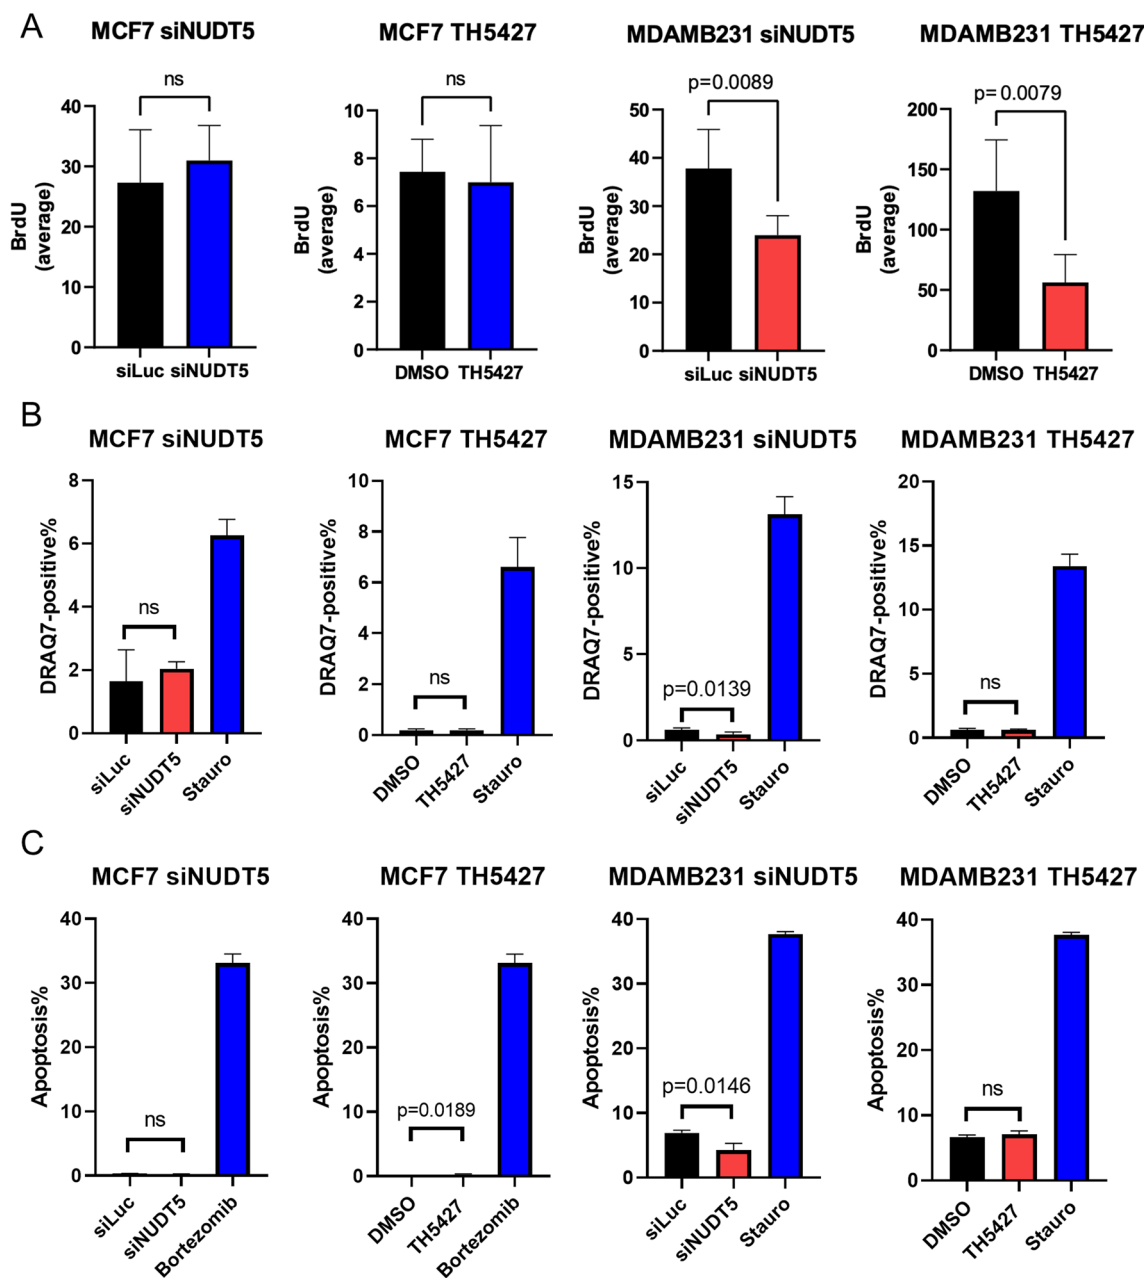 A
MCF7 siNUDT5
MCF7 TH5427
MDAMB231 siNUDT5
MDAMB231 TH5427
ns
40
30
20
10
0
BrdU
(average)
siLuc siNUDT5
ns
10
8
6
4
2
0
BrdU
(average)
DMSO TH5427
p=0.0089
50
40
30
20
10
0
BrdU
(average)
siLuc siNUDT5
p=0.0079
200
150
100
50
0
BrdU
(average)
DMSO TH5427
B
MCF7 siNUDT5
MCF7 TH5427
MDAMB231 siNUDT5
MDAMB231 TH5427
8
6
4
2
0
DRAQ7-positive%
ns
siLuc
siNUDT5
Stauro
10
8
6
4
2
0
DRAQ7-positive%
ns
DMSO
TH5427
Stauro
15
10
5
0
DRAQ7-positive%
p=0.0139
siLuc
siNUDT5
Stauro
20
15
10
5
0
DRAQ7-positive%
ns
DMSO
TH5427
Stauro
C
MCF7 siNUDT5
MCF7 TH5427
MDAMB231 siNUDT5
MDAMB231 TH5427
40
30
20
10
0
Apoptosis%
ns
siLuc
siNUDT5
Bortezomib
40
30
20
10
0
Apoptosis%
p=0.0189
DMSO
TH5427
Bortezomib
40
30
20
10
0
Apoptosis%
p=0.0146
siLuc
siNUDT5
Stauro
40
30
20
10
0
Apoptosis%
ns
DMSO
TH5427
Stauro